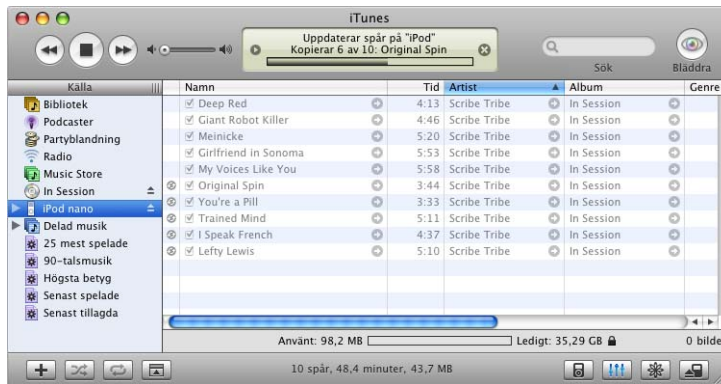 iTunes
Uppdaterar spår på "iPod"
Kopierar 6 av 10: Original Spin
Sök
Bläddra
Källa
Bibliotek
Podcaster
Partyblandning
Radio
Music Store
In Session
iPod nano
Delad musik
25 mest spelade
90-talsmusik
Högsta betyg
Senast spelade
Senast tillagda
Namn Tid Artist Album Genre
Deep Red 4:13 Scribe Tribe In Session
Giant Robot Killer 4:46 Scribe Tribe In Session
Meinicke 5:20 Scribe Tribe In Session
Girlfriend in Sonoma 5:53 Scribe Tribe In Session
My Voices Like You 5:58 Scribe Tribe In Session
Original Spin 3:44 Scribe Tribe In Session
You're a Pill 3:33 Scribe Tribe In Session
Trained Mind 5:11 Scribe Tribe In Session
I Speak French 4:37 Scribe Tribe In Session
Lefty Lewis 5:10 Scribe Tribe In Session
Använt: 98,2 MB Ledigt: 35,29 GB 0 bilde
10 spår, 48,4 minuter, 43,7 MB